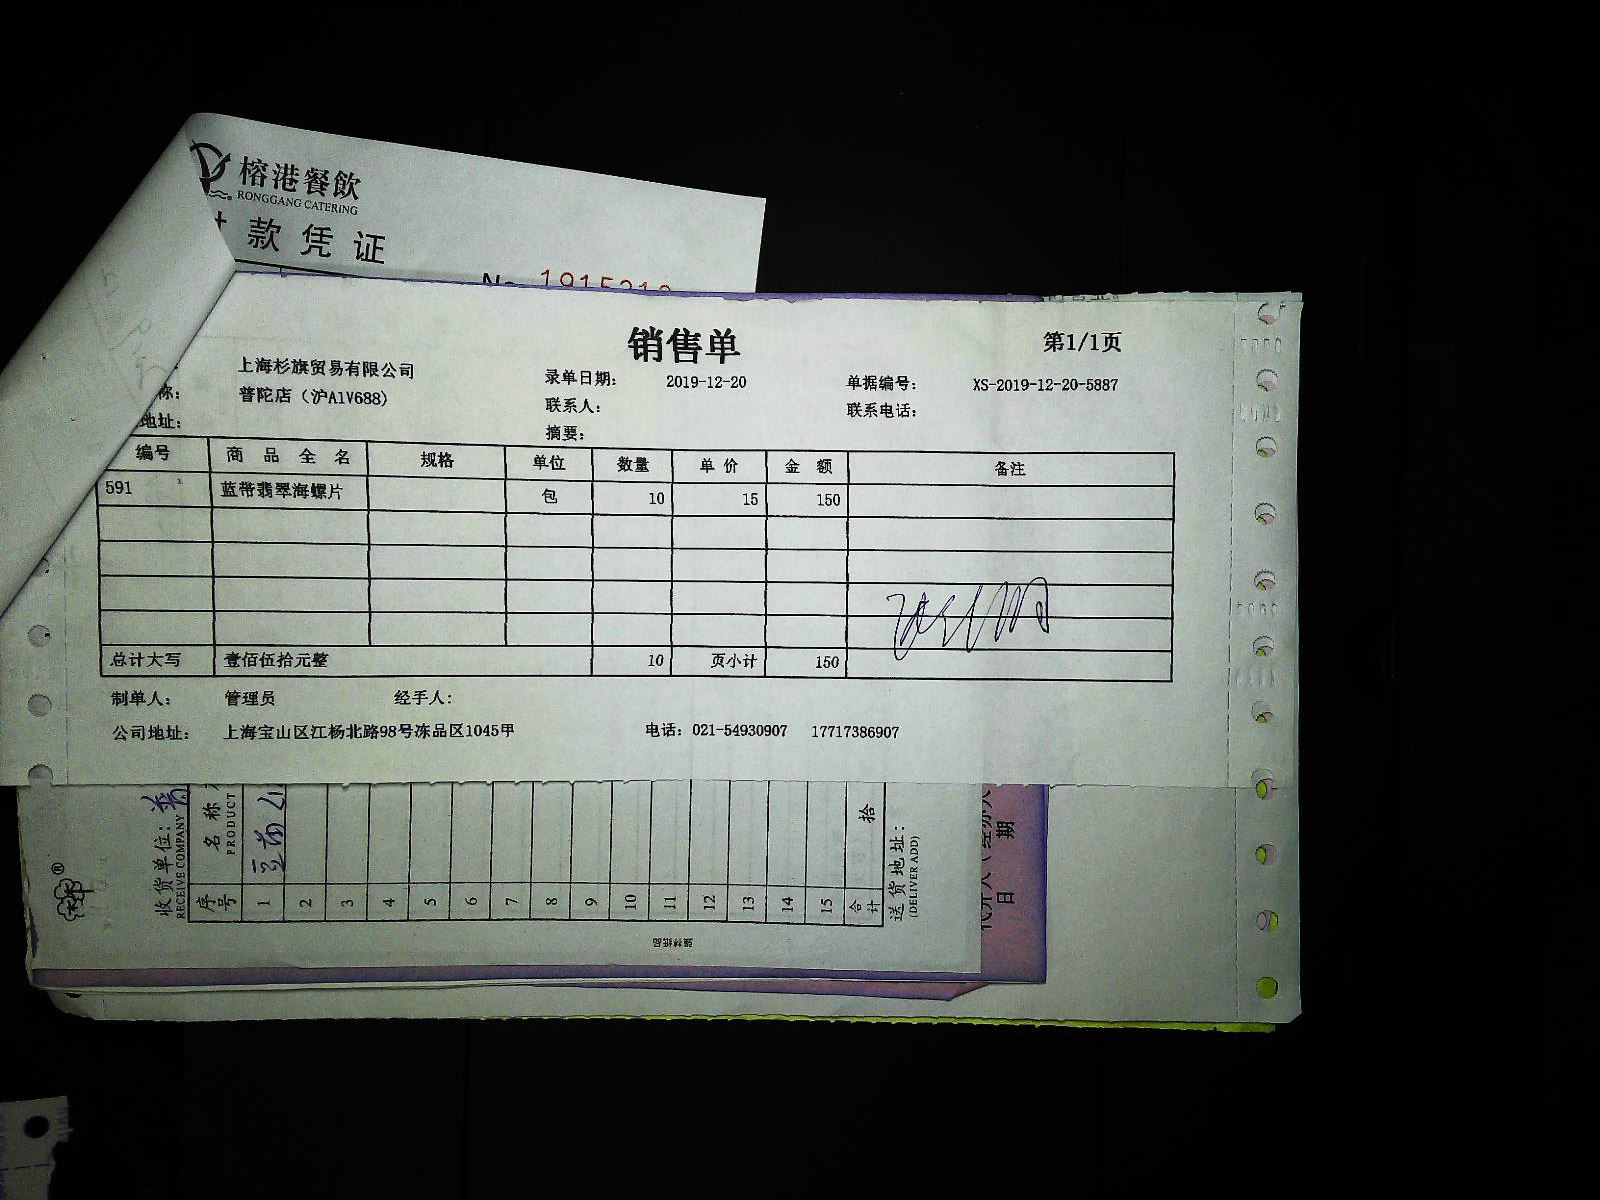 榕港餐飲
RONGGANG CATERING
款凭证
销售单
第1/1页
上海杉旗贸易有限公司
录单日期： 2019-12-20 单据编号： XS-2019-12-20-5887
称： 普陀店（沪A1V688） 联系人： 联系电话：
地址： 摘要：
编号 商品全名 规格 单位 数量 单价 金额 备注
591 蓝带翡翠海螺片 包 10 15 150
总计大写 壹佰伍拾元整 10 页小计 150
制单人： 管理员 经手人：
公司地址： 上海宝山区江杨北路98号冻品区1045甲 电话：021-54930907 17717386907
收货单位：
RECEIVE COMPANY
序号 名称
PRODUCT
1
2
3
4
5
6
7
8
9
10
11
12
13
14
15
合计 拾
送货地址：
(DELIVER ADD)
日期